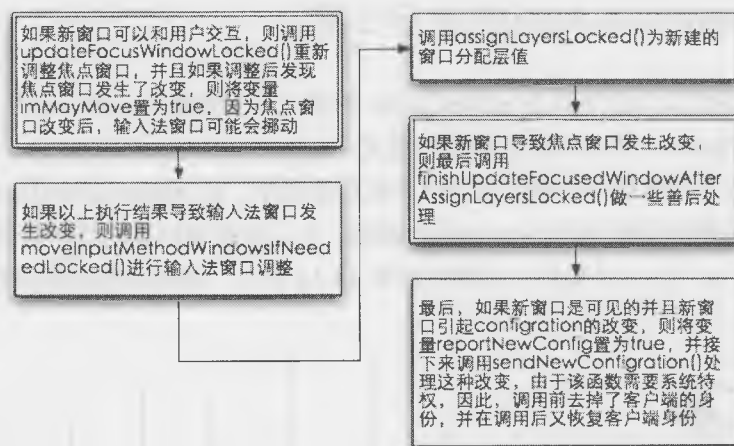 如果新窗口可以和用户交互，则调用
updateFocusWindowLocked()重新
调整焦点窗口，并且如果调整后发现
焦点窗口发生了改变，则将变量
imMayMove置为true，因为焦点窗
口改变后，输入法窗口可能会挪动
如果以上执行结果导致输入法窗口发
生改变，则调用
moveInputMethodWindowsIfNeed
edLocked()进行输入法窗口调整
调用assignLayersLocked()为新建的
窗口分配层值
如果新窗口导致焦点窗口发生改变，
则最后调用
finishUpdateFocusedWindowAfter
AssignLayersLocked()做一些善后处
理
最后，如果新窗口是可见的并且新窗
口引起configration的改变，则将变
量reportNewConfig置为true，并接
下来调用sendNewConfigration()处
理这种改变，由于该函数需要系统特
权，因此，调用前去掉了客户端的身
份，并在调用后又恢复客户端身份